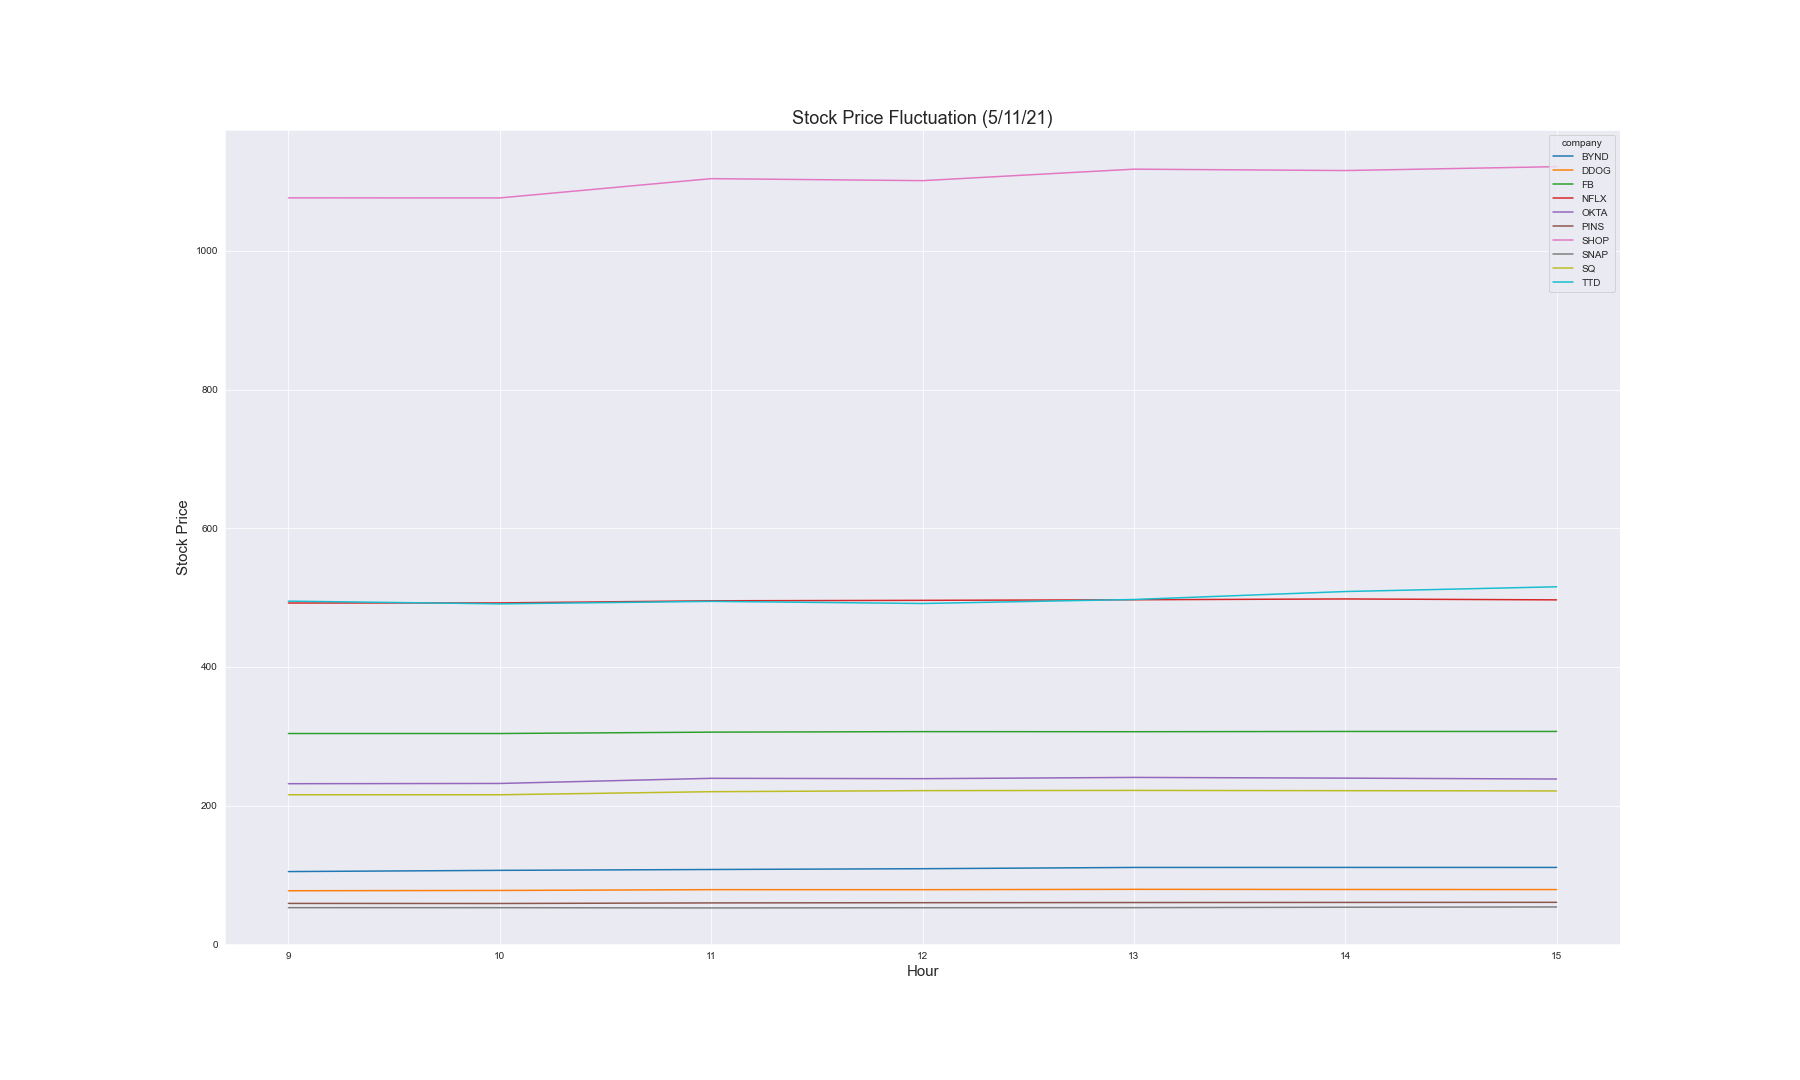 Stock Price Fluctuation (5/11/21)
company
BYND
DDOG
FB
NFLX
OKTA
PINS
SHOP
SNAP
SQ
TTD
Stock Price
1000
800
600
400
200
0
9 10 11 12 13 14 15
Hour